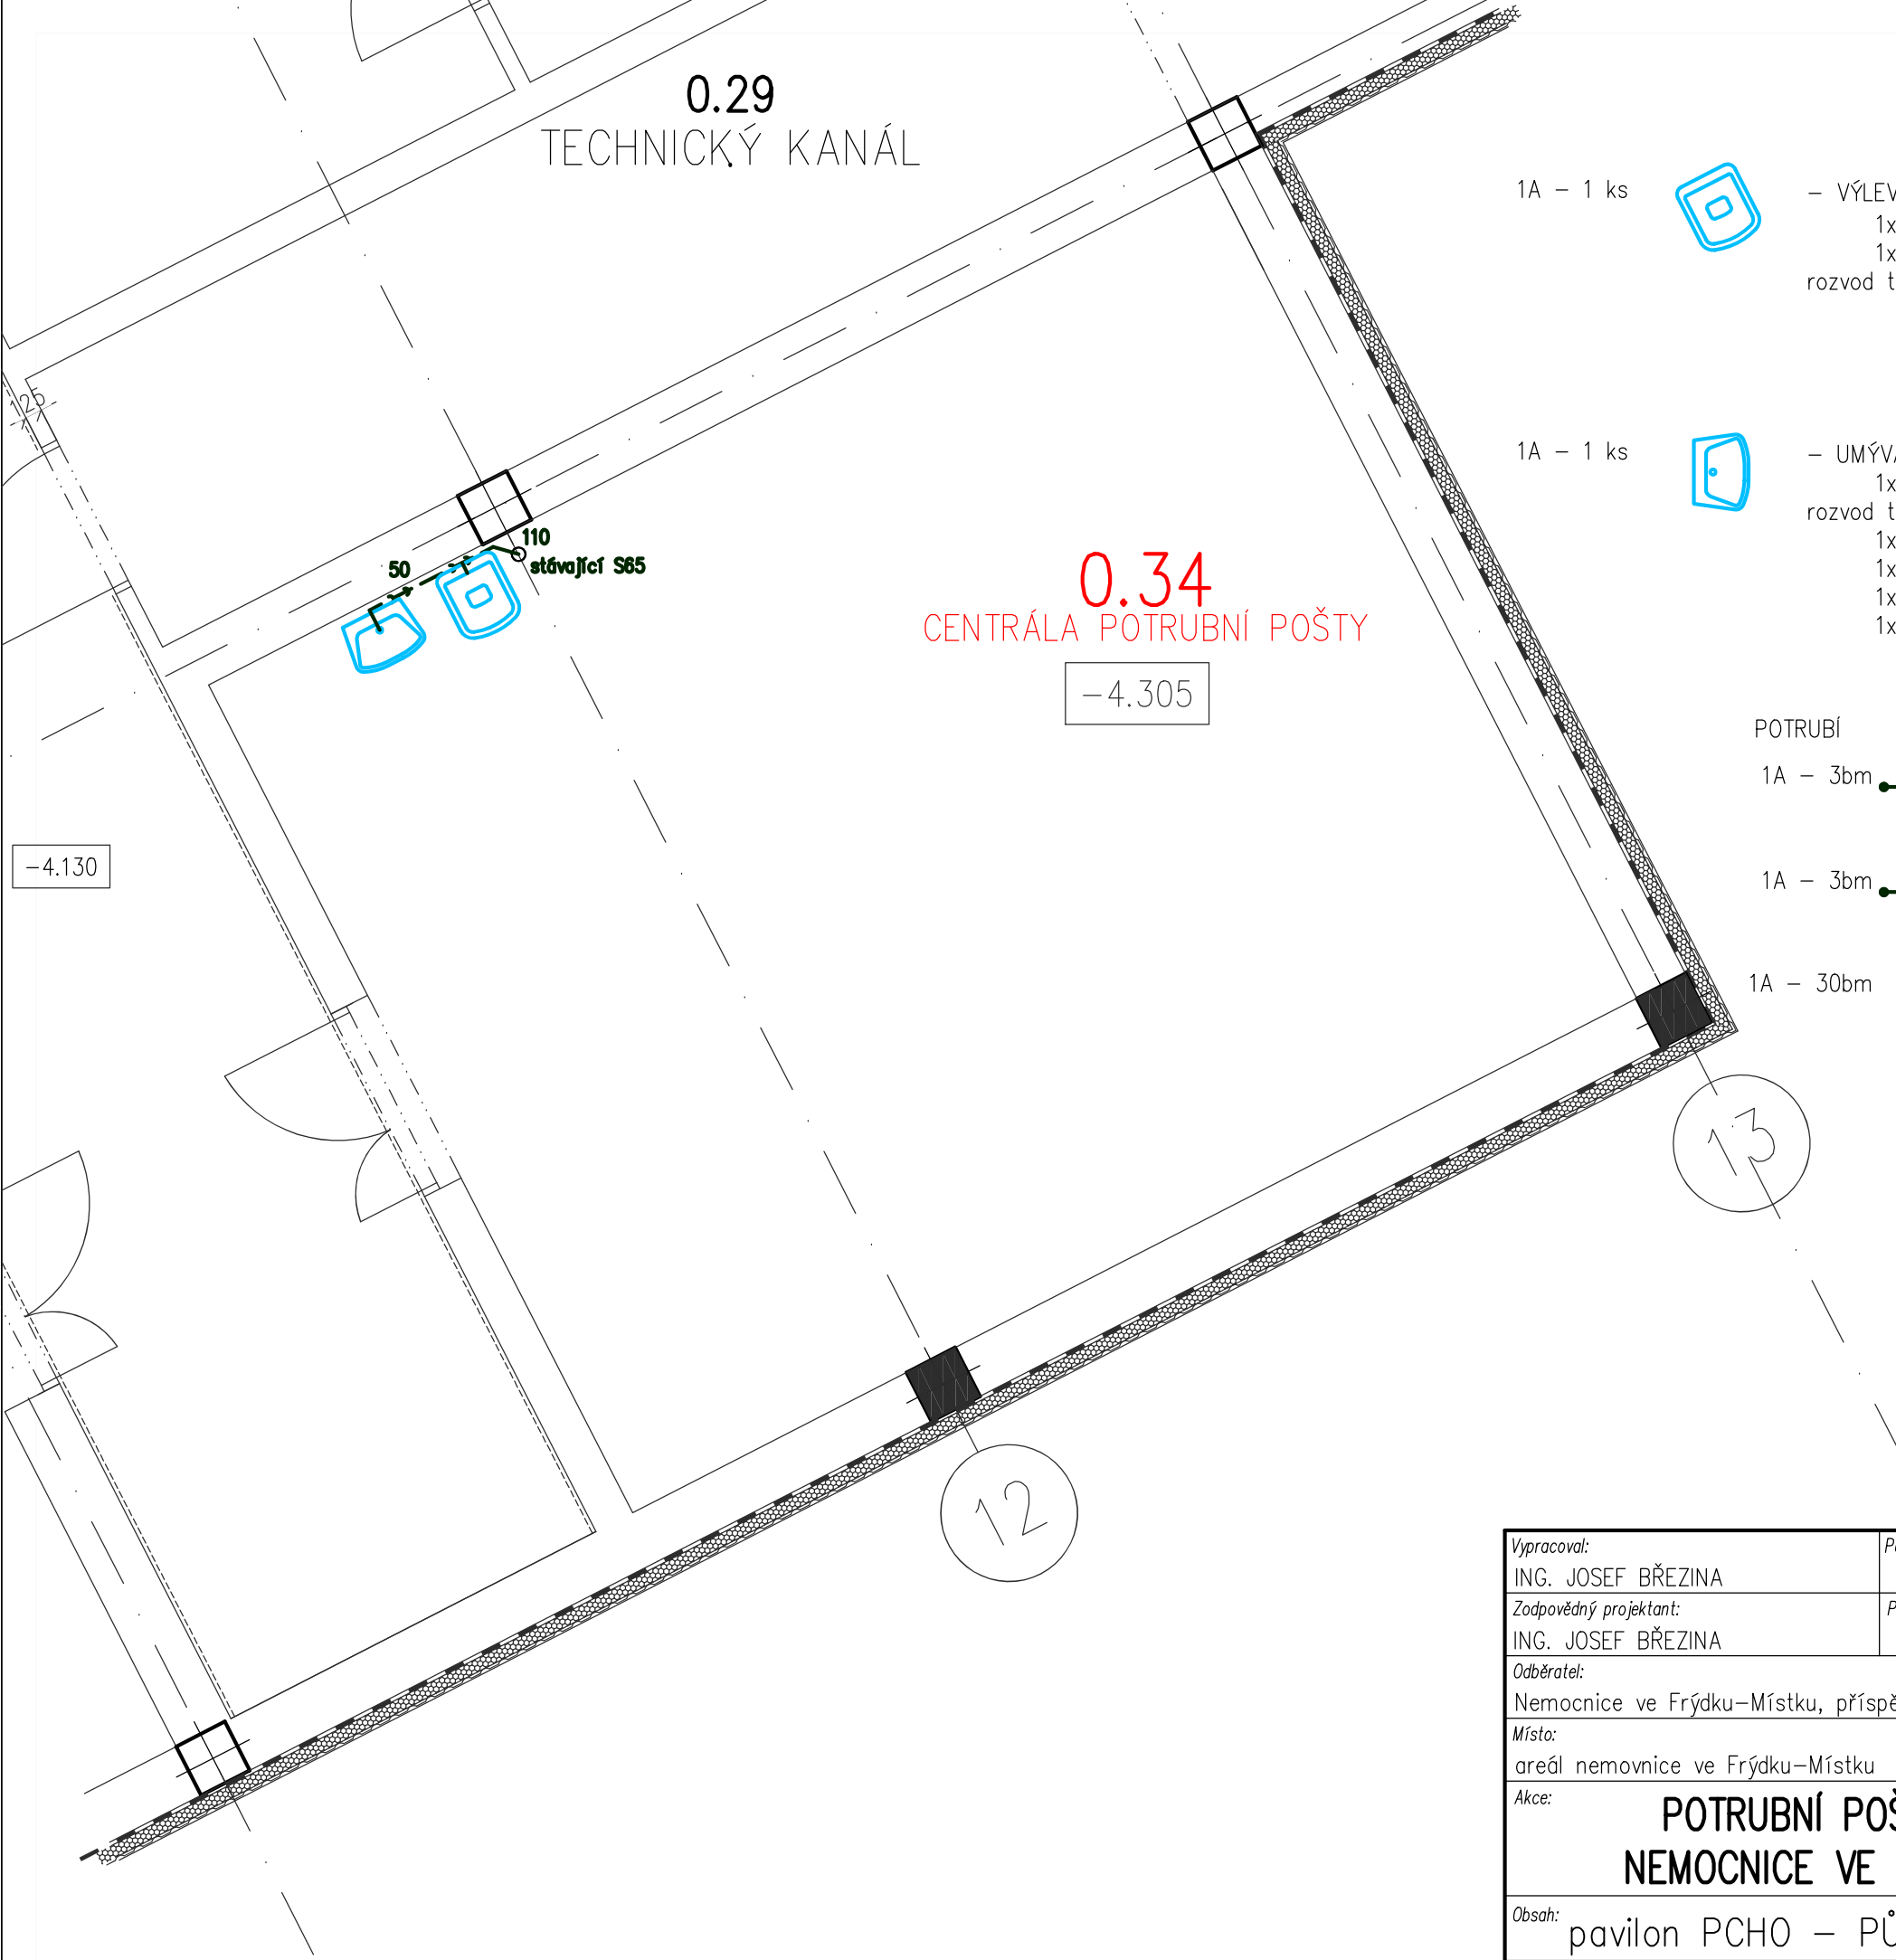 0.29
TECHNICKÝ KANÁL
125
110
stávající S65
50
0.34
CENTRÁLA POTRUBNÍ POŠTY
-4.305
-4.130
12
13
1A - 1 ks
- VÝLEV
1x
1x
rozvod t
1A - 1 ks
- UMÝVA
1x
rozvod t
1x
1x
1x
1x
POTRUBÍ
1A - 3bm
1A - 3bm
1A - 30bm
Vypracoval:
ING. JOSEF BŘEZINA
Zodpovědný projektant:
ING. JOSEF BŘEZINA
Odběratel:
Nemocnice ve Frýdku-Místku, příspě
Místo:
areál nemovnice ve Frýdku-Místku
Akce:
POTRUBNÍ POŠ
NEMOCNICE VE
Obsah:
pavilon PCHO - PŮ